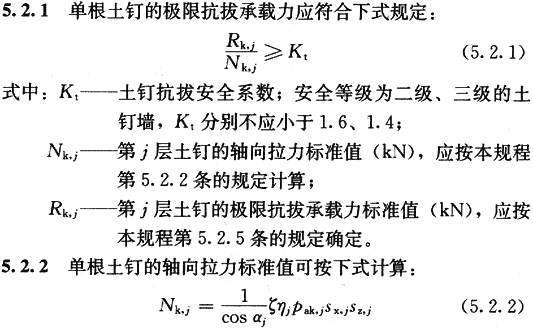 5.2.1 单根土钉的极限抗拔承载力应符合下式规定：
R_{k,j} / N_{k,j} ⩾ K_t (5.2.1)
式中：K_t——土钉抗拔安全系数；安全等级为二级、三级的土
钉墙，K_t 分别不应小于 1.6、1.4；
N_{k,j}——第 j 层土钉的轴向拉力标准值（kN），应按本规程
第 5.2.2 条的规定计算；
R_{k,j}——第 j 层土钉的极限抗拔承载力标准值（kN），应按
本规程第 5.2.5 条的规定确定。
5.2.2 单根土钉的轴向拉力标准值可按下式计算：
N_{k,j} = 1 / cos α_j ζη_j p_{ak,j} s_{x,j} s_{z,j} (5.2.2)